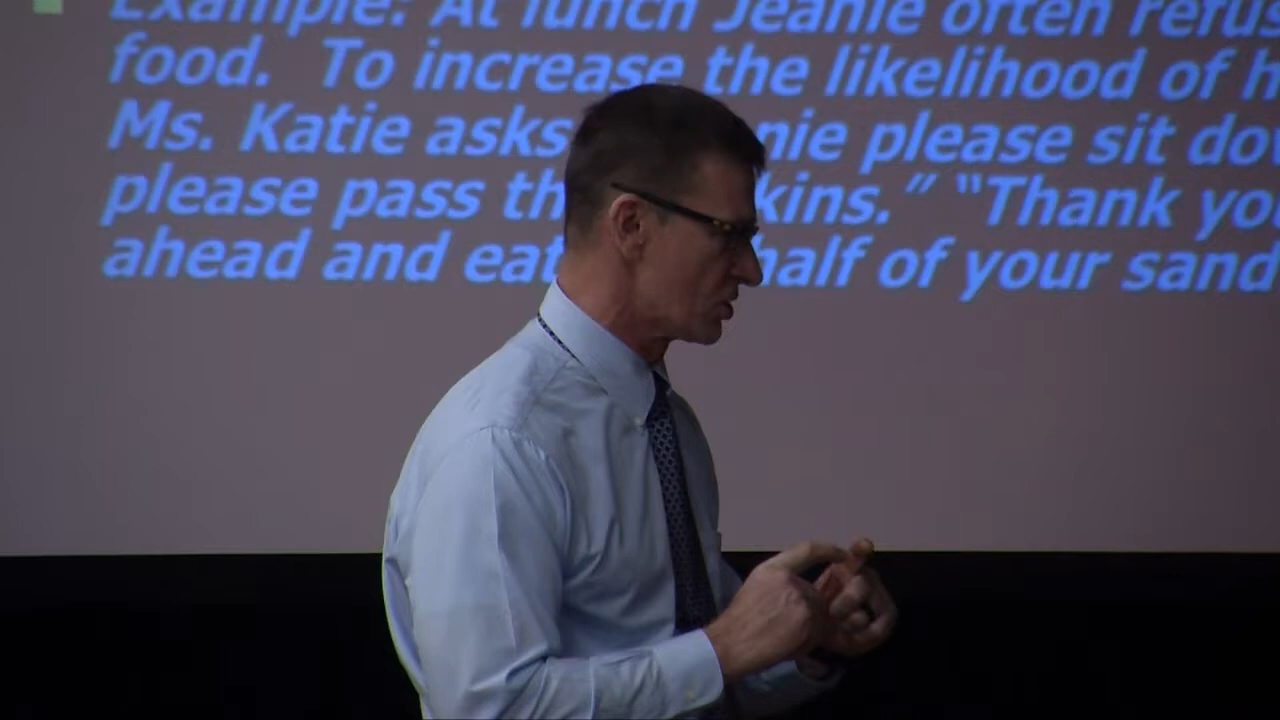 Example: At lunch Jeanie often refus
food. To increase the likelihood of h
Ms. Katie asks nie please sit dov
please pass th kins.” “Thank yo
ahead and eat half of your sand